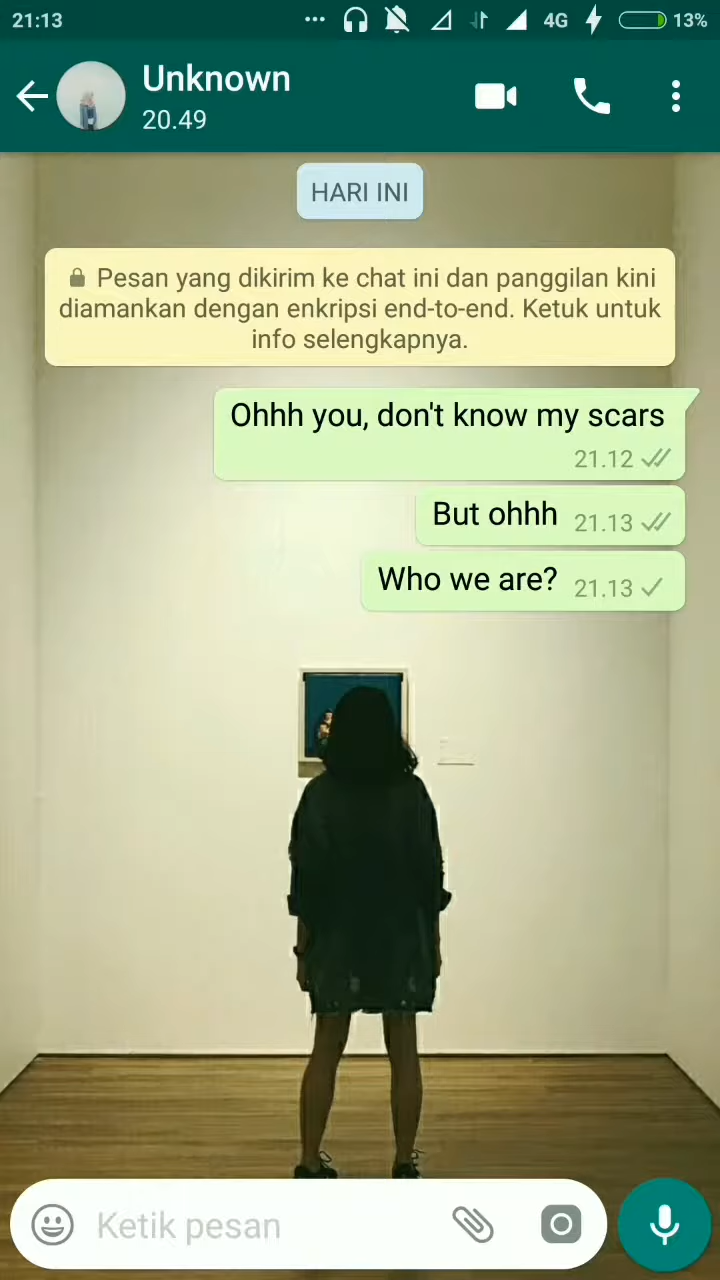 21:13 ... 4G 13%
Unknown
20.49
HARI INI
Pesan yang dikirim ke chat ini dan panggilan kini
diamankan dengan enkripsi end-to-end. Ketuk untuk
info selengkapnya.
Ohhh you, don't know my scars
21.12
But ohhh 21.13
Who we are? 21.13
Ketik pesan